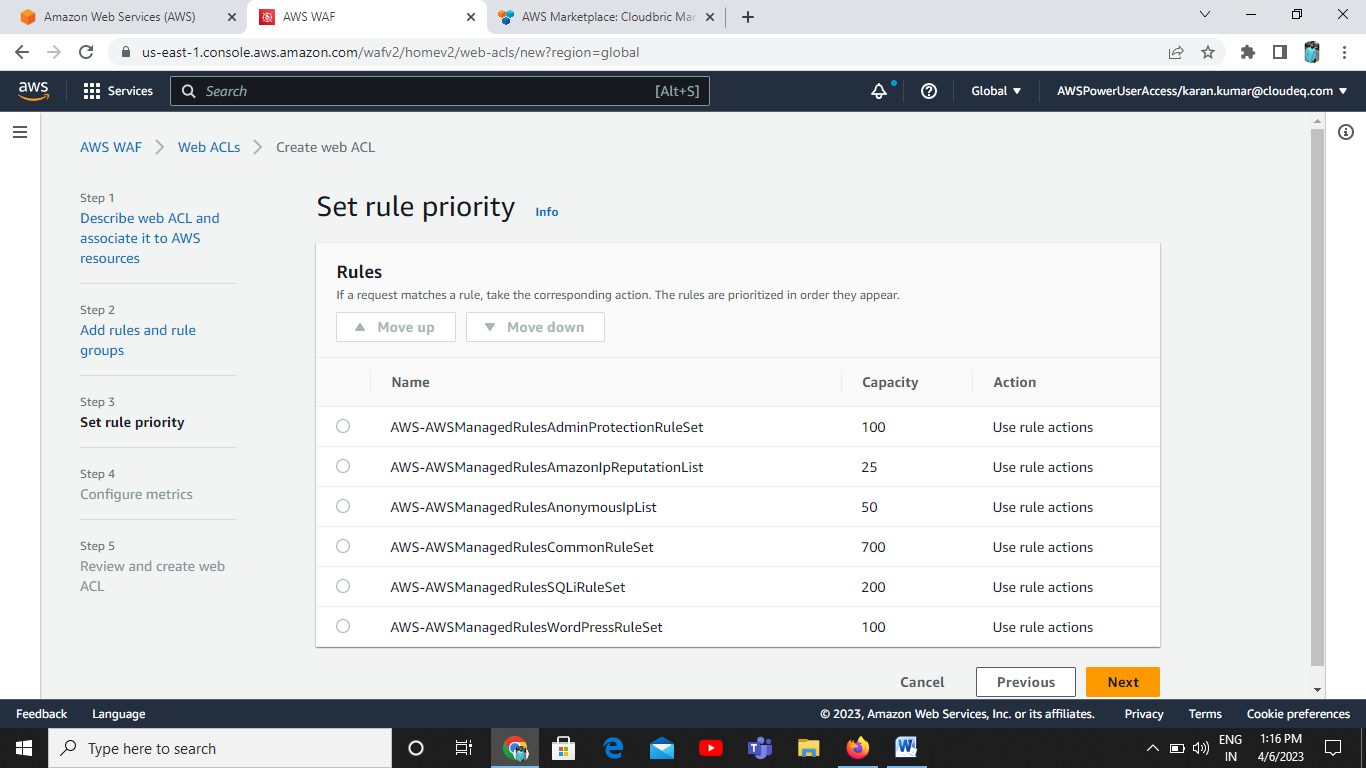 Amazon Web Services (AWS)
AWS WAF
AWS Marketplace: Cloudbric Mar
us-east-1.console.aws.amazon.com/wafv2/homev2/web-acls/new?region=global
aws
Services
Search
[Alt+S]
Global
AWSPowerUserAccess/karan.kumar@cloudeq.com
AWS WAF
Web ACLs
Create web ACL
Step 1
Describe web ACL and
associate it to AWS
resources
Step 2
Add rules and rule
groups
Step 3
Set rule priority
Step 4
Configure metrics
Step 5
Review and create web
ACL
Set rule priority Info
Rules
If a request matches a rule, take the corresponding action. The rules are prioritized in order they appear.
Move up
Move down
Name Capacity Action
AWS-AWSManagedRulesAdminProtectionRuleSet 100 Use rule actions
AWS-AWSManagedRulesAmazonIpReputationList 25 Use rule actions
AWS-AWSManagedRulesAnonymousIpList 50 Use rule actions
AWS-AWSManagedRulesCommonRuleSet 700 Use rule actions
AWS-AWSManagedRulesSQLiRuleSet 200 Use rule actions
AWS-AWSManagedRulesWordPressRuleSet 100 Use rule actions
Cancel
Previous
Next
Feedback
Language
© 2023, Amazon Web Services, Inc. or its affiliates.
Privacy
Terms
Cookie preferences
Type here to search
ENG
IN
1:16 PM
4/6/2023